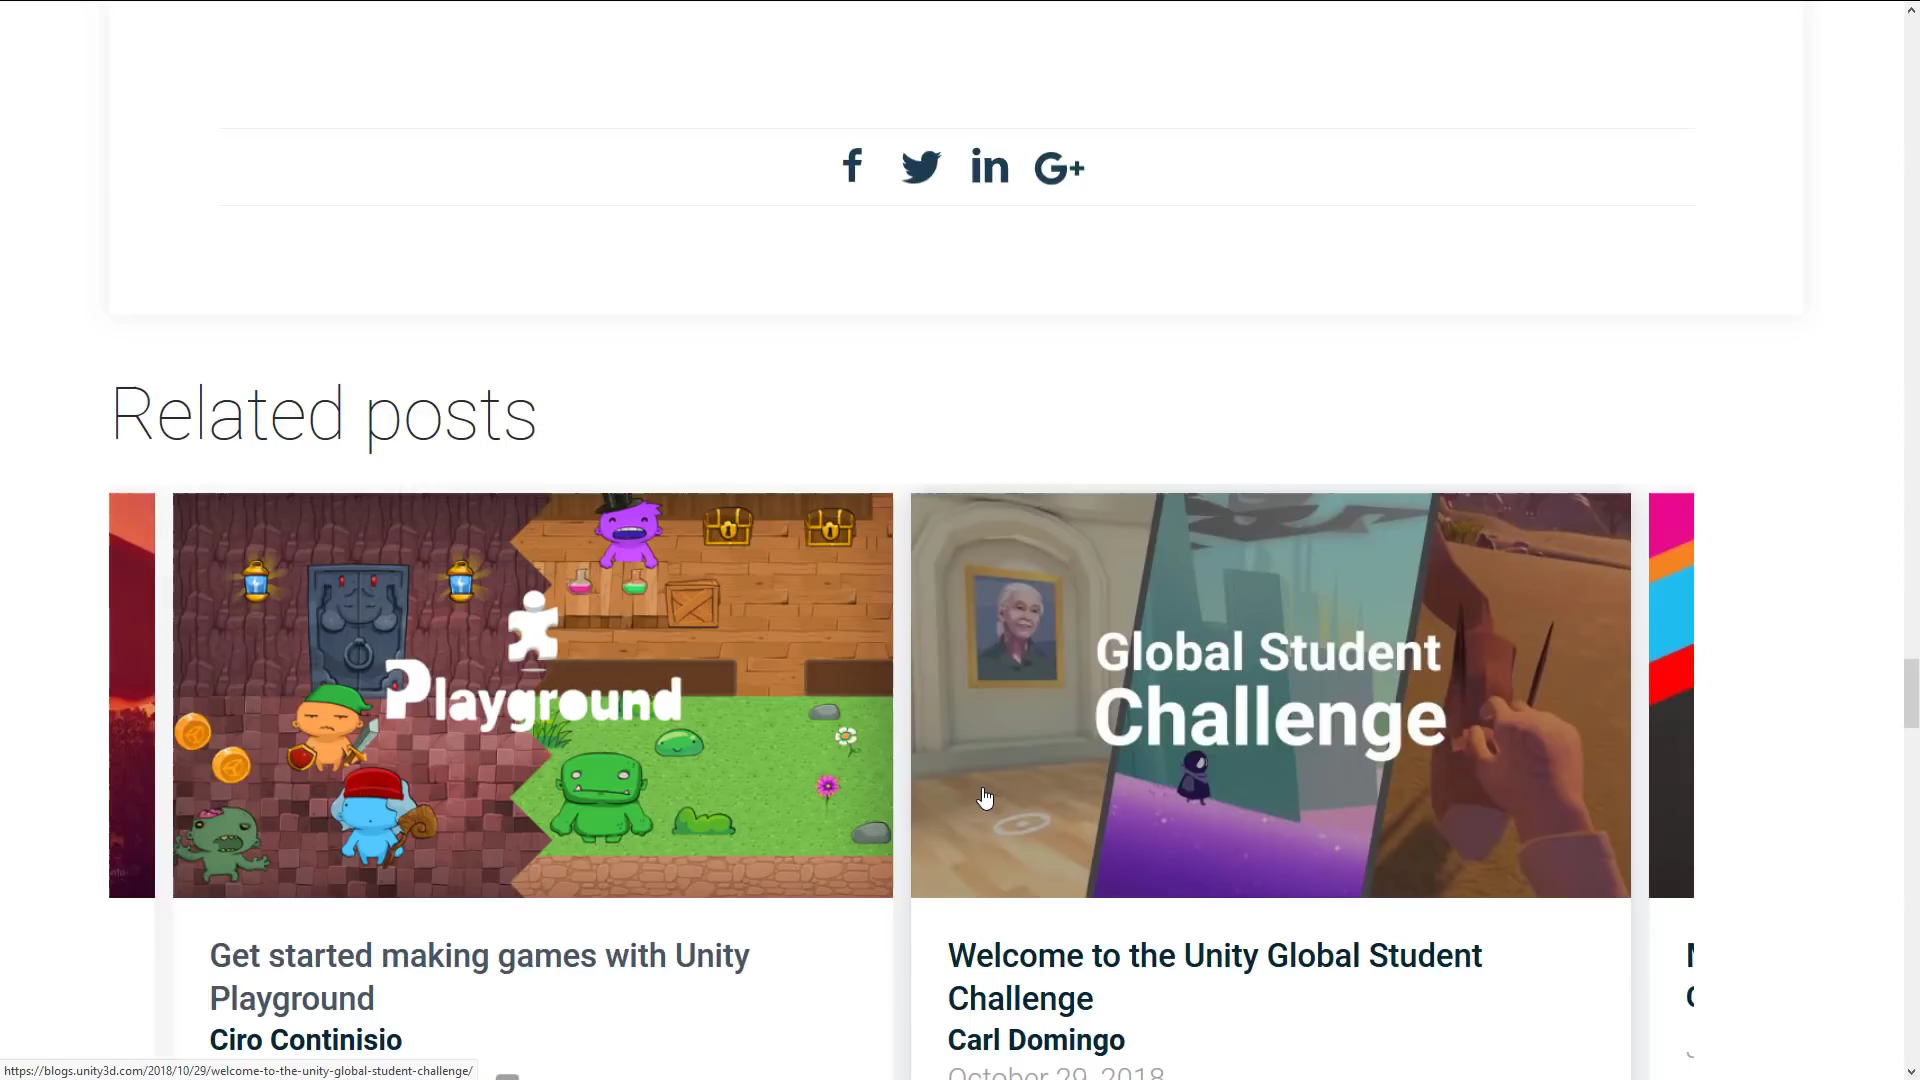 f in G+
Related posts
Playground
Global Student
Challenge
Get started making games with Unity
Playground
Ciro Continisio
Welcome to the Unity Global Student
Challenge
Carl Domingo
October 29, 2018
https://blogs.unity3d.com/2018/10/29/welcome-to-the-unity-global-student-challenge/